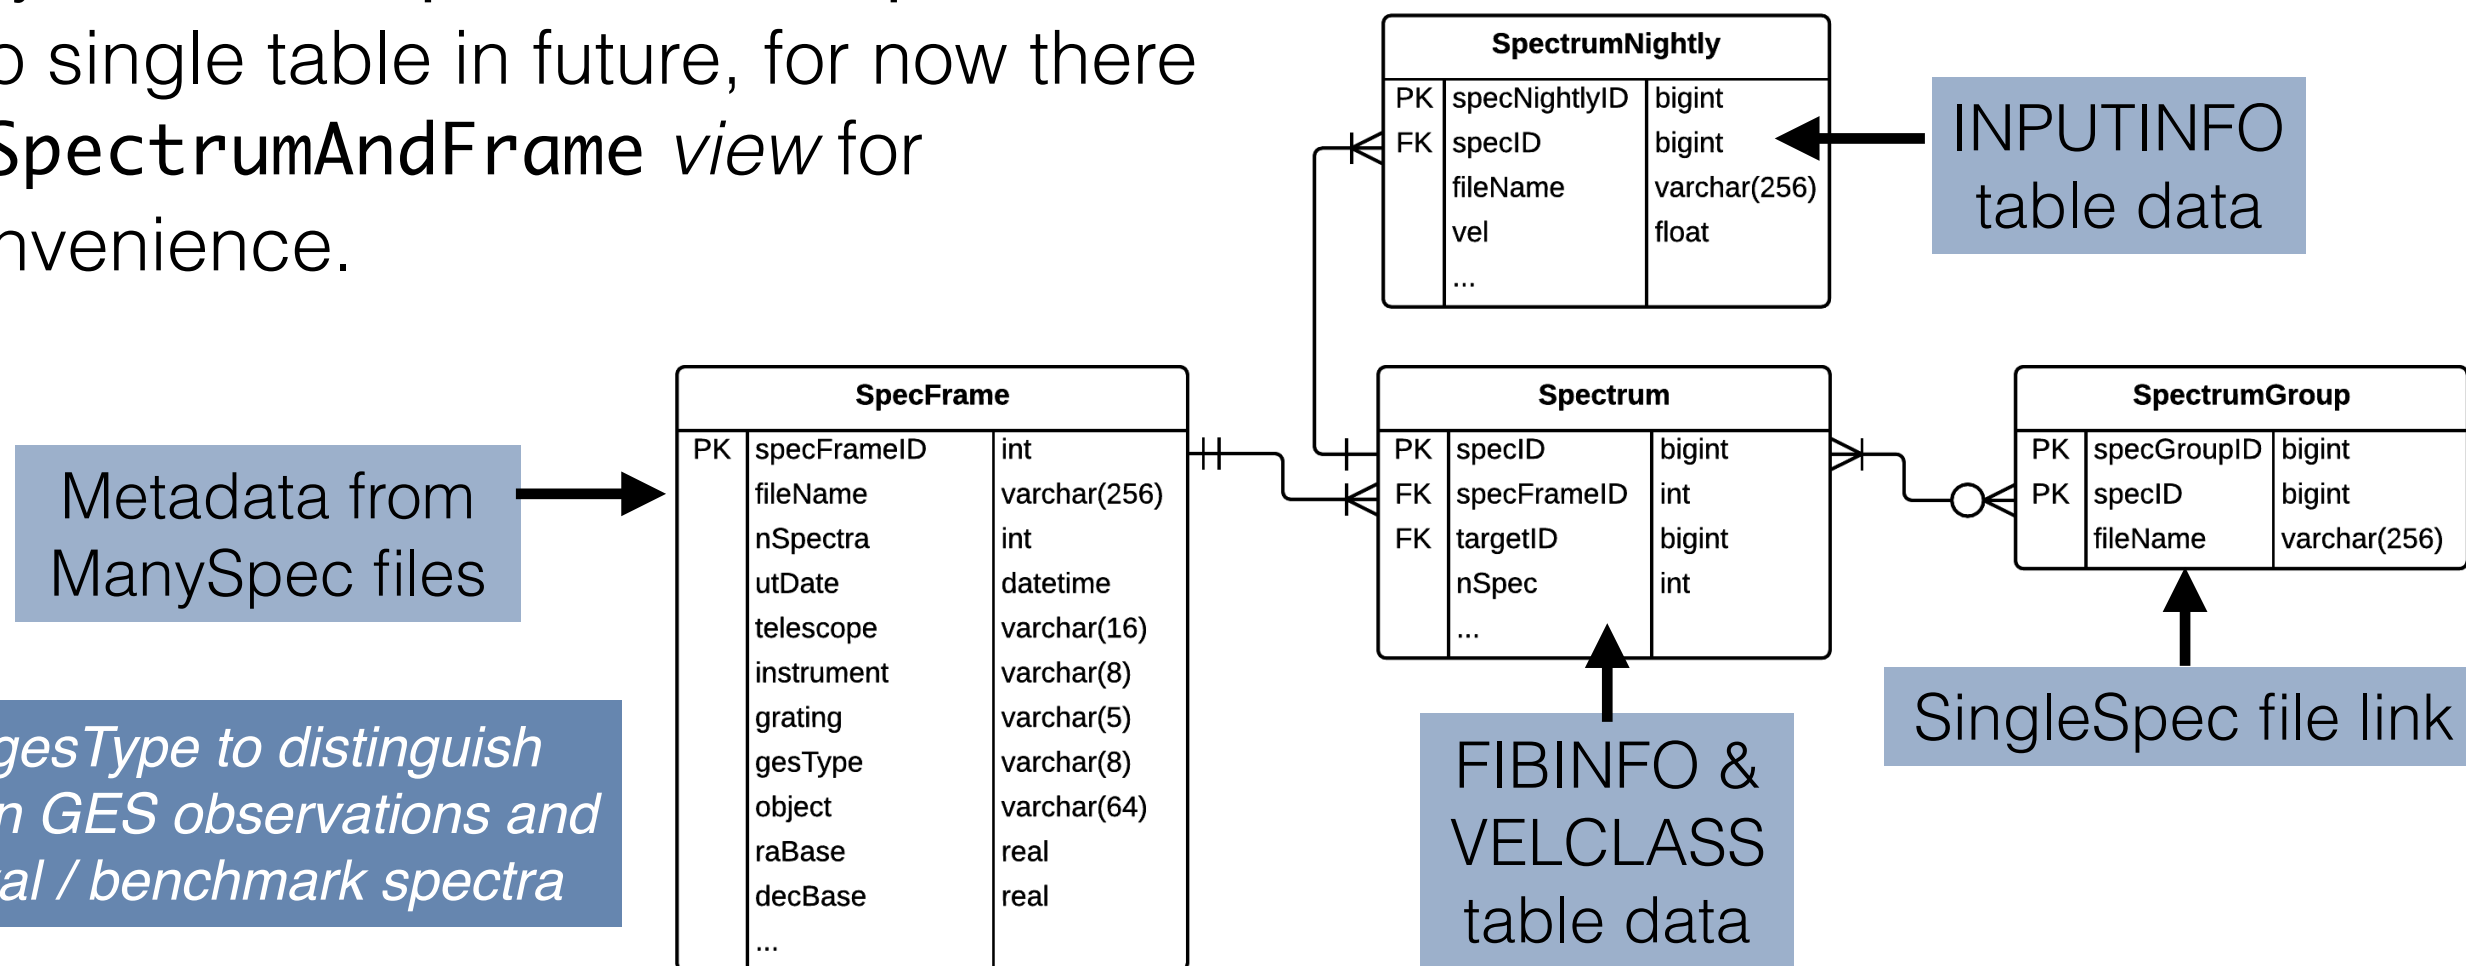 o single table in future, for now there
SpectrumAndFrame view for
nvenience.
SpectrumNightly
PK specNightlyID bigint
FK specID bigint
fileName varchar(256)
vel float
...
INPUTINFO
table data
SpecFrame
PK specFrameID int
fileName varchar(256)
nSpectra int
utDate datetime
telescope varchar(16)
instrument varchar(8)
grating varchar(5)
gesType varchar(8)
object varchar(64)
raBase real
decBase real
...
Metadata from
ManySpec files
Spectrum
PK specID bigint
FK specFrameID int
FK targetID bigint
nSpec int
...
SpectrumGroup
PK specGroupID bigint
PK specID bigint
fileName varchar(256)
gesType to distinguish
n GES observations and
al / benchmark spectra
FIBINFO &
VELCLASS
table data
SingleSpec file link